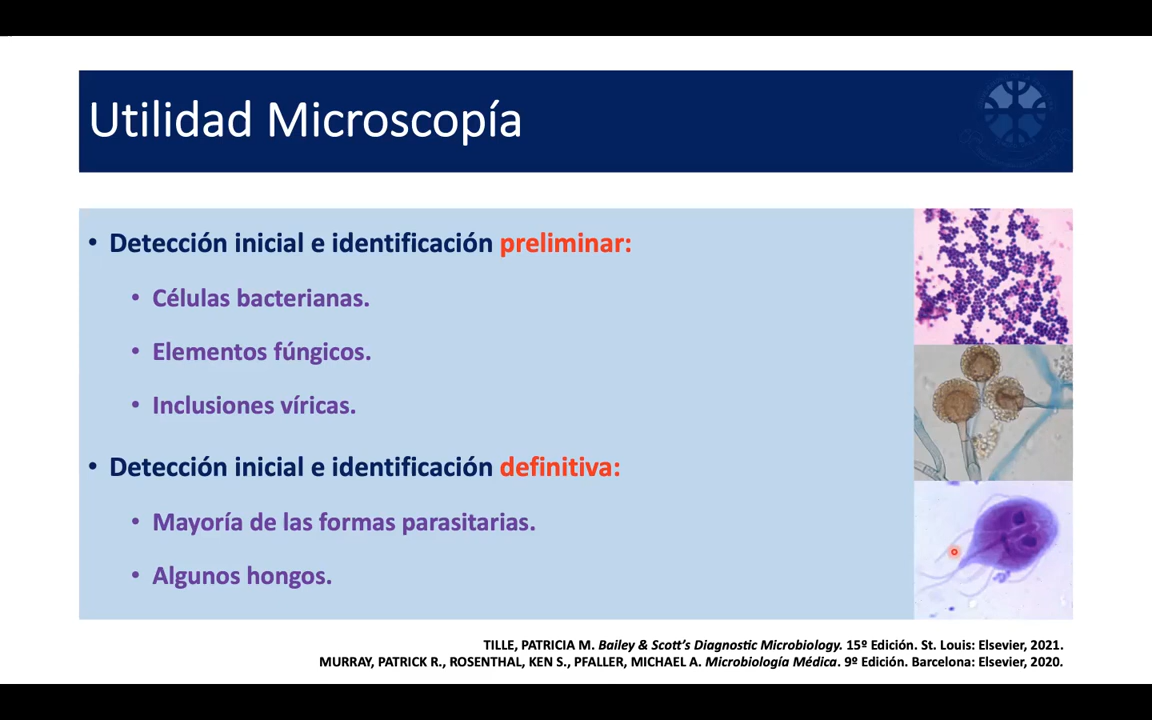 Utilidad Microscopía
• Detección inicial e identificación preliminar:
• Células bacterianas.
• Elementos fúngicos.
• Inclusiones víricas.
• Detección inicial e identificación definitiva:
• Mayoría de las formas parasitarias.
• Algunos hongos.
TILLE, PATRICIA M. Bailey & Scott's Diagnostic Microbiology. 15º Edición. St. Louis: Elsevier, 2021.
MURRAY, PATRICK R., ROSENTHAL, KEN S., PFALLER, MICHAEL A. Microbiología Médica. 9º Edición. Barcelona: Elsevier, 2020.